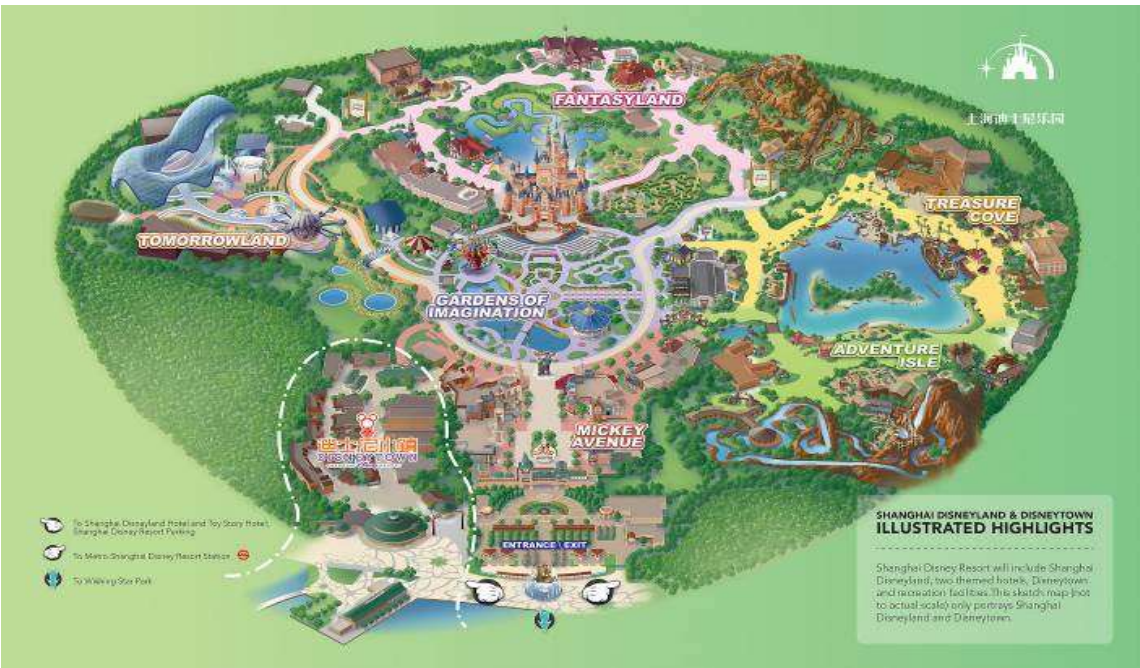 上海迪士尼乐园
FANTASYLAND
TREASURE
COVE
TOMORROWLAND
GARDENS OF
IMAGINATION
ADVENTURE
ISLE
MICKEY
AVENUE
迪士尼小镇
DISNEYTOWN
ENTRANCE / EXIT
To Shanghai Disneyland Hotel and Toy Story Hotel,
Shanghai Disney Resort Parking
To Metro Shanghai Disney Resort Station
To Wishing Star Park
SHANGHAI DISNEYLAND & DISNEYTOWN
ILLUSTRATED HIGHLIGHTS
Shanghai Disney Resort will include Shanghai
Disneyland, two themed hotels, Disneytown
and recreation facilities. This sketch map (not
to actual scale) only portrays Shanghai
Disneyland and Disneytown.